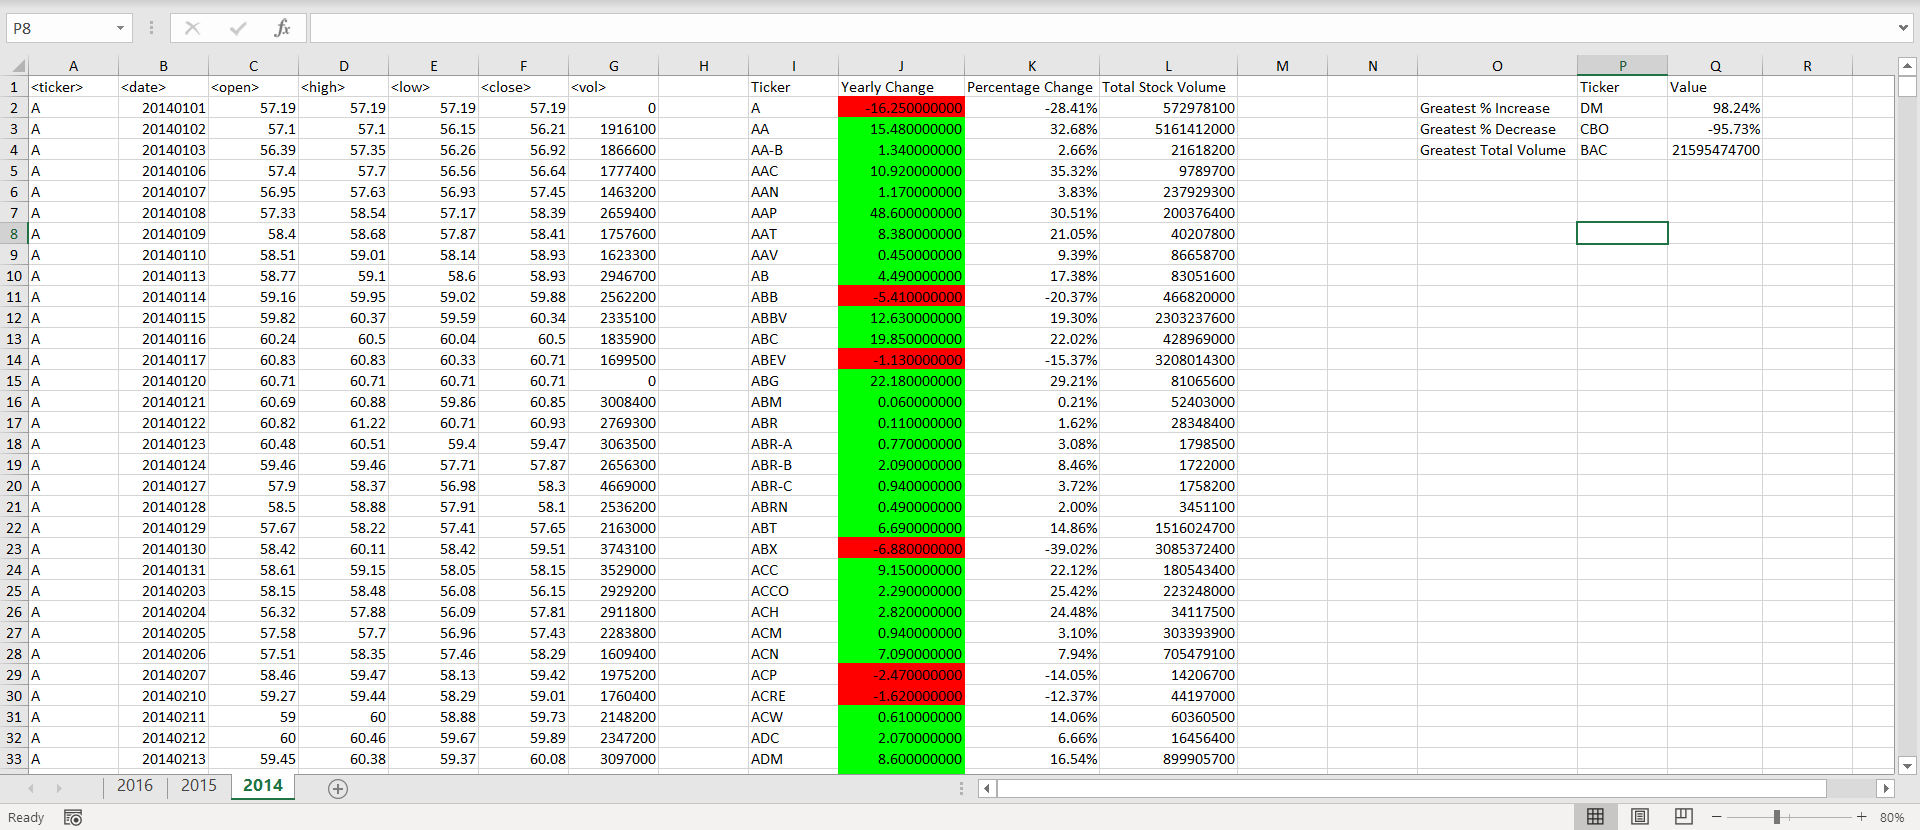 P8
fx
A B C D E F G H I J K L M N O P Q R
1 <ticker> <date> <open> <high> <low> <close> <vol> Ticker Yearly Change Percentage Change Total Stock Volume Ticker Value
2 A 20140101 57.19 57.19 57.19 57.19 0 A -16.250000000 -28.41% 572978100 Greatest % Increase DM 98.24%
3 A 20140102 57.1 57.1 56.15 56.21 1916100 AA 15.480000000 32.68% 5161412000 Greatest % Decrease CBO -95.73%
4 A 20140103 56.39 57.35 56.26 56.92 1866600 AA-B 1.340000000 2.66% 21618200 Greatest Total Volume BAC 21595474700
5 A 20140106 57.4 57.7 56.56 56.64 1777400 AAC 10.920000000 35.32% 9789700
6 A 20140107 56.95 57.63 56.93 57.45 1463200 AAN 1.170000000 3.83% 237929300
7 A 20140108 57.33 58.54 57.17 58.39 2659400 AAP 48.600000000 30.51% 200376400
8 A 20140109 58.4 58.68 57.87 58.41 1757600 AAT 8.380000000 21.05% 40207800
9 A 20140110 58.51 59.01 58.14 58.93 1623300 AAV 0.450000000 9.39% 86658700
10 A 20140113 58.77 59.1 58.6 58.93 2946700 AB 4.490000000 17.38% 83051600
11 A 20140114 59.16 59.95 59.02 59.88 2562200 ABB -5.410000000 -20.37% 466820000
12 A 20140115 59.82 60.37 59.59 60.34 2335100 ABBV 12.630000000 19.30% 2303237600
13 A 20140116 60.24 60.5 60.04 60.5 1835900 ABC 19.850000000 22.02% 428969000
14 A 20140117 60.83 60.83 60.33 60.71 1699500 ABEV -1.130000000 -15.37% 3208014300
15 A 20140120 60.71 60.71 60.71 60.71 0 ABG 22.180000000 29.21% 81065600
16 A 20140121 60.69 60.88 59.86 60.85 3008400 ABM 0.060000000 0.21% 52403000
17 A 20140122 60.82 61.22 60.71 60.93 2769300 ABR 0.110000000 1.62% 28348400
18 A 20140123 60.48 60.51 59.4 59.47 3063500 ABR-A 0.770000000 3.08% 1798500
19 A 20140124 59.46 59.46 57.71 57.87 2656300 ABR-B 2.090000000 8.46% 1722000
20 A 20140127 57.9 58.37 56.98 58.3 4669000 ABR-C 0.940000000 3.72% 1758200
21 A 20140128 58.5 58.88 57.91 58.1 2536200 ABRN 0.490000000 2.00% 3451100
22 A 20140129 57.67 58.22 57.41 57.65 2163000 ABT 6.690000000 14.86% 1516024700
23 A 20140130 58.42 60.11 58.42 59.51 3743100 ABX -6.880000000 -39.02% 3085372400
24 A 20140131 58.61 59.15 58.05 58.15 3529000 ACC 9.150000000 22.12% 180543400
25 A 20140203 58.15 58.48 56.08 56.15 2929200 ACCO 2.290000000 25.42% 223248000
26 A 20140204 56.32 57.88 56.09 57.81 2911800 ACH 2.820000000 24.48% 34117500
27 A 20140205 57.58 57.7 56.96 57.43 2283800 ACM 0.940000000 3.10% 303393900
28 A 20140206 57.51 58.35 57.46 58.29 1609400 ACN 7.090000000 7.94% 705479100
29 A 20140207 58.46 59.47 58.13 59.42 1975200 ACP -2.470000000 -14.05% 14206700
30 A 20140210 59.27 59.44 58.29 59.01 1760400 ACRE -1.620000000 -12.37% 44197000
31 A 20140211 59 60 58.88 59.73 2148200 ACW 0.610000000 14.06% 60360500
32 A 20140212 60 60.46 59.67 59.89 2347200 ADC 2.070000000 6.66% 16456400
33 A 20140213 59.45 60.38 59.37 60.08 3097000 ADM 8.600000000 16.54% 899905700
2016 2015 2014
Ready 80%